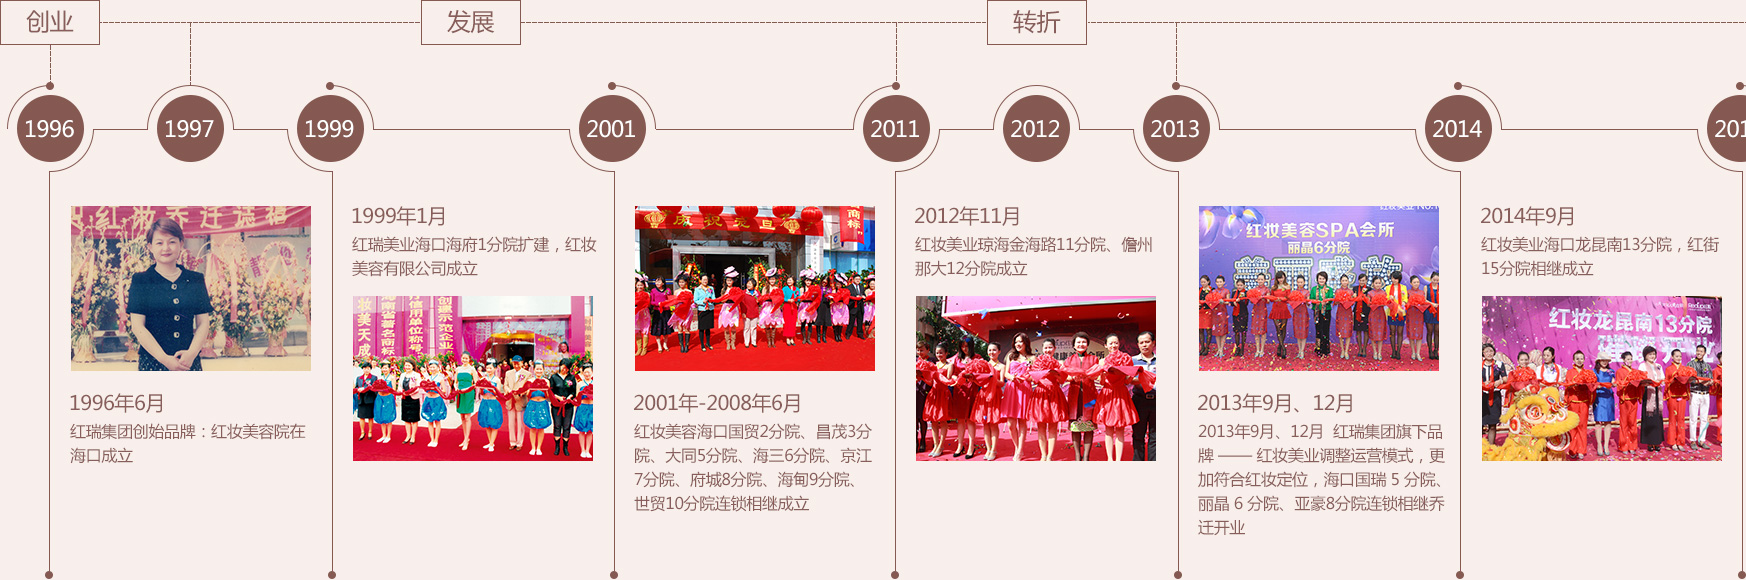 创业
发展
转折
1996
1997
1999
2001
2011
2012
2013
2014
201
1996年6月
红瑞集团创始品牌：红妆美容院在
海口成立
1999年1月
红瑞美业海口海府1分院扩建，红妆
美容有限公司成立
2001年-2008年6月
红妆美容海口国贸2分院、昌茂3分
院、大同5分院、海三6分院、京江
7分院、府城8分院、海甸9分院、
世贸10分院连锁相继成立
2012年11月
红妆美业琼海金海路11分院、儋州
那大12分院成立
红妆美容SPA会所
丽晶6分院
2013年9月、12月
2013年9月、12月 红瑞集团旗下品
牌 —— 红妆美业调整运营模式，更
加符合红妆定位，海口国瑞 5 分院、
丽晶 6 分院、亚豪8分院连锁相继乔
迁开业
2014年9月
红妆美业海口龙昆南13分院，红街
15分院相继成立
红妆龙昆南13分院